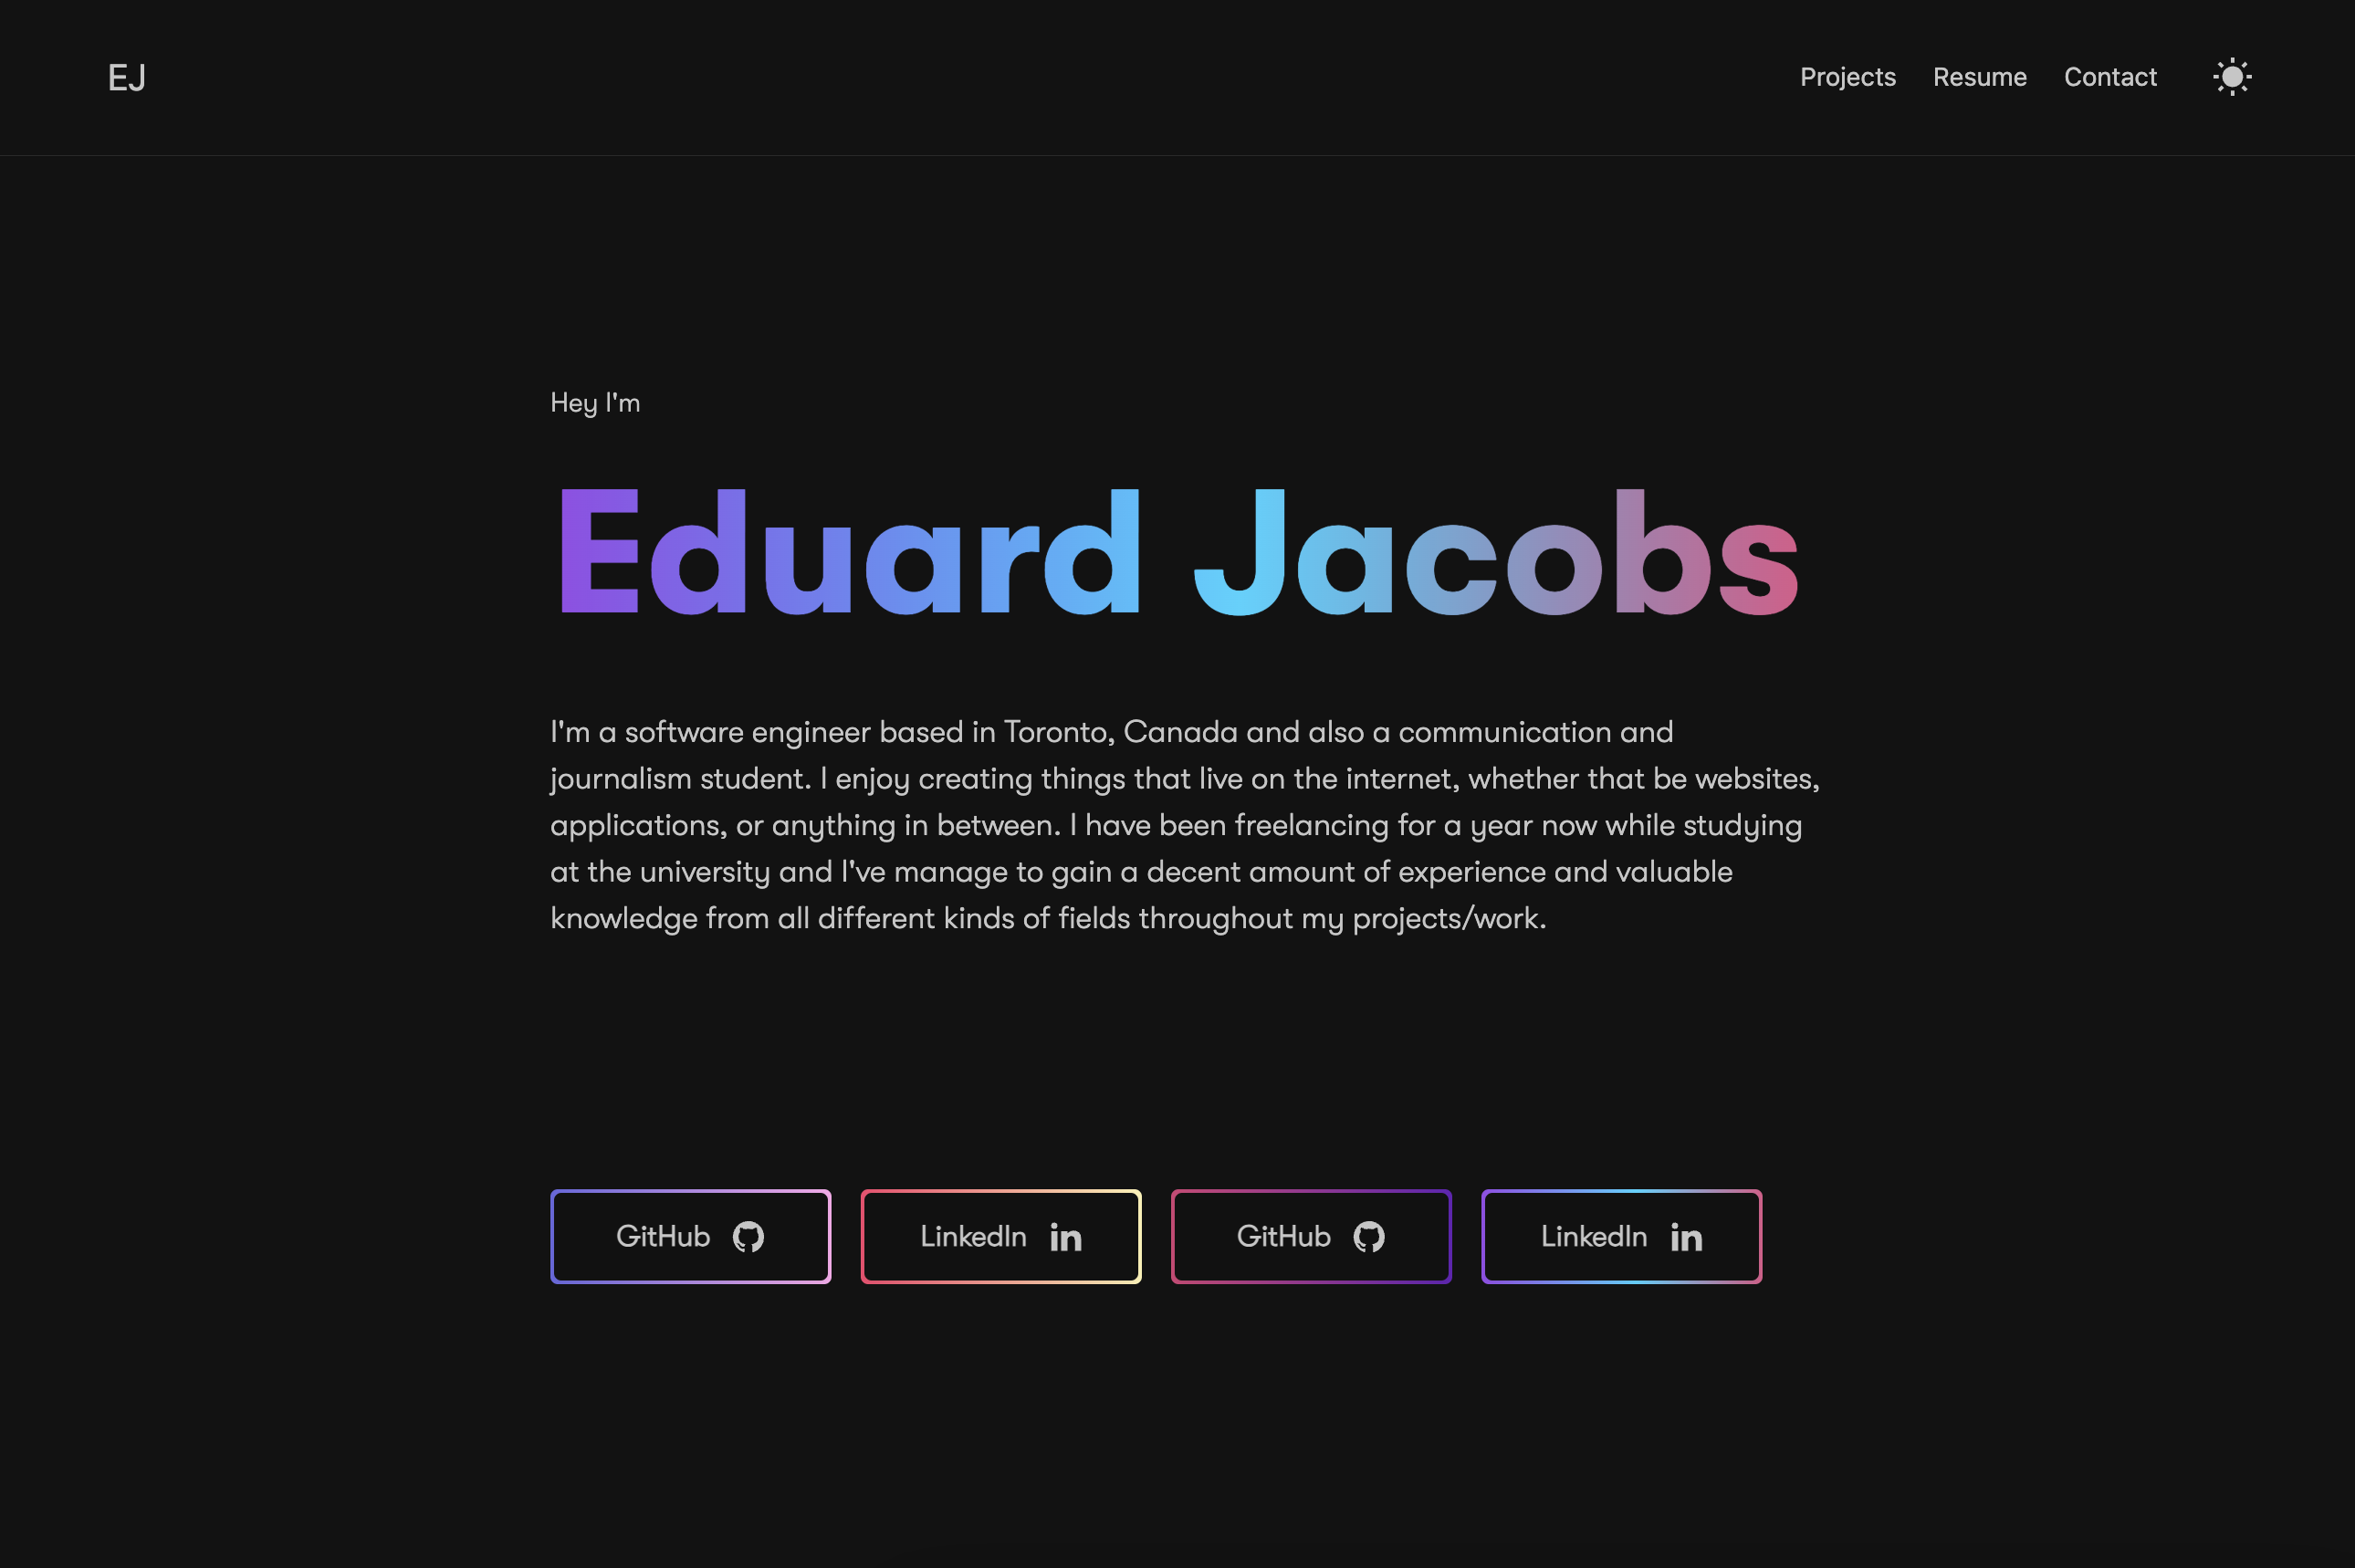 EJ
Projects Resume Contact
Hey I'm
Eduard Jacobs
I'm a software engineer based in Toronto, Canada and also a communication and
journalism student. I enjoy creating things that live on the internet, whether that be websites,
applications, or anything in between. I have been freelancing for a year now while studying
at the university and I've manage to gain a decent amount of experience and valuable
knowledge from all different kinds of fields throughout my projects/work.
GitHub LinkedIn in GitHub LinkedIn in